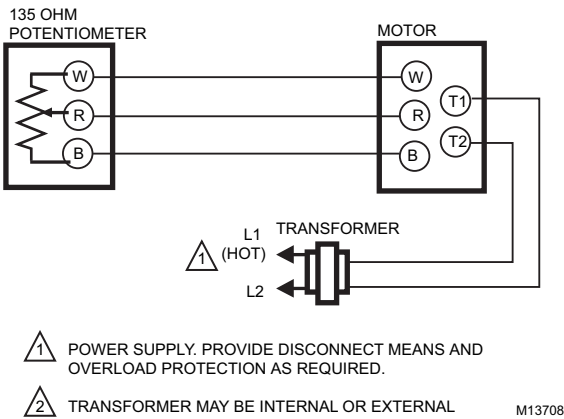 135 OHM
POTENTIOMETER
MOTOR
W
W
R
R
B
B
T1
T2
L1
(HOT)
TRANSFORMER
1
L2
1 POWER SUPPLY. PROVIDE DISCONNECT MEANS AND
OVERLOAD PROTECTION AS REQUIRED.
2 TRANSFORMER MAY BE INTERNAL OR EXTERNAL
M13708